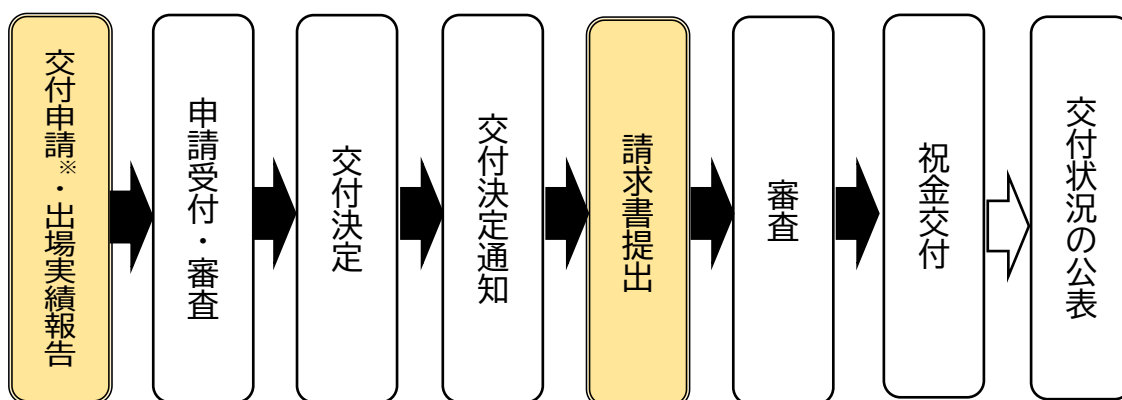 交付申請※・出場実績報告
申請受付・審査
交付決定
交付決定通知
請求書提出
審査
祝金交付
交付状況の公表